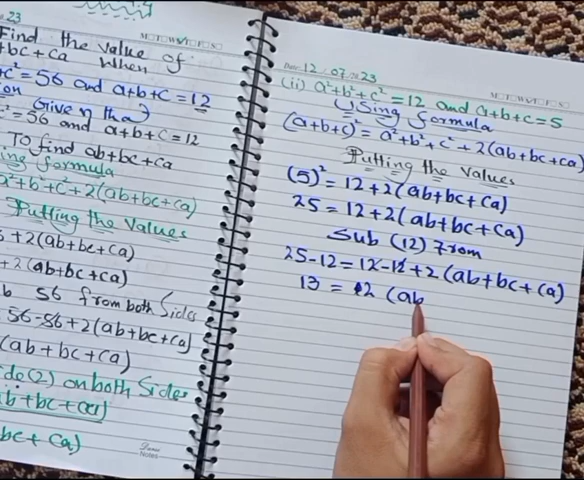 23
Find the value of
+bc+ca when
c² = 56 and a+b+c = 12
Given that
c² = 56 and a+b+c = 12
To find ab+bc+ca
ing formula
a²+b²+c²+2(ab+bc+ca)
Putting the values
+2(ab+bc+ca)
+2(ab+bc+ca)
56 from both Sides
56-56+2(ab+bc+ca)
(ab+bc+ca)
de(2) on both Sides
ab+bc+ca)
bc+ca)
Notes
12.07.23
(ii) a²+b²+c² = 12 and a+b+c = 5
Using formula
(a+b+c)² = a²+b²+c²+2(ab+bc+ca)
Putting the values
(5)² = 12+2(ab+bc+ca)
25 = 12+2(ab+bc+ca)
Sub (12) from
25-12 = 12-12+2(ab+bc+ca)
13 = 2(ab